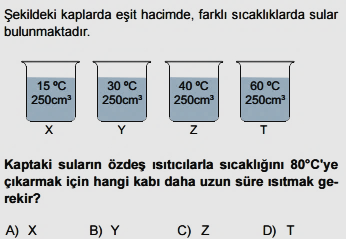 Şekildeki kaplarda eşit hacimde, farklı sıcaklıklarda sular
bulunmaktadır.
15 ºC 30 ºC 40 ºC 60 ºC
250cm³ 250cm³ 250cm³ 250cm³
X Y Z T
Kaptaki suların özdeş ısıtıcılarla sıcaklığını 80ºC'ye
çıkarmak için hangi kabı daha uzun süre ısıtmak ge-
rekir?
A) X B) Y C) Z D) T